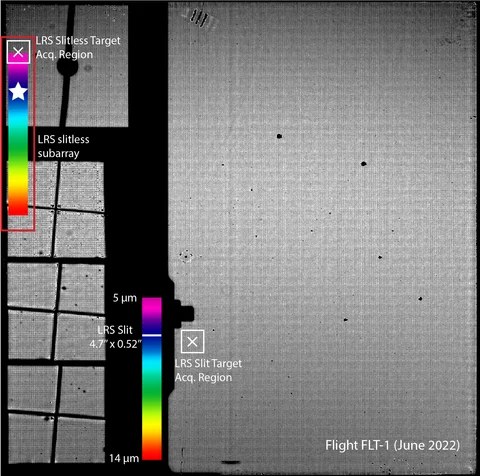 LRS Slitless Target
Acq. Region
LRS slitless
subarray
5 μm
LRS Slit
4.7” x 0.52”
LRS Slit Target
Acq. Region
14 μm
Flight FLT-1 (June 2022)